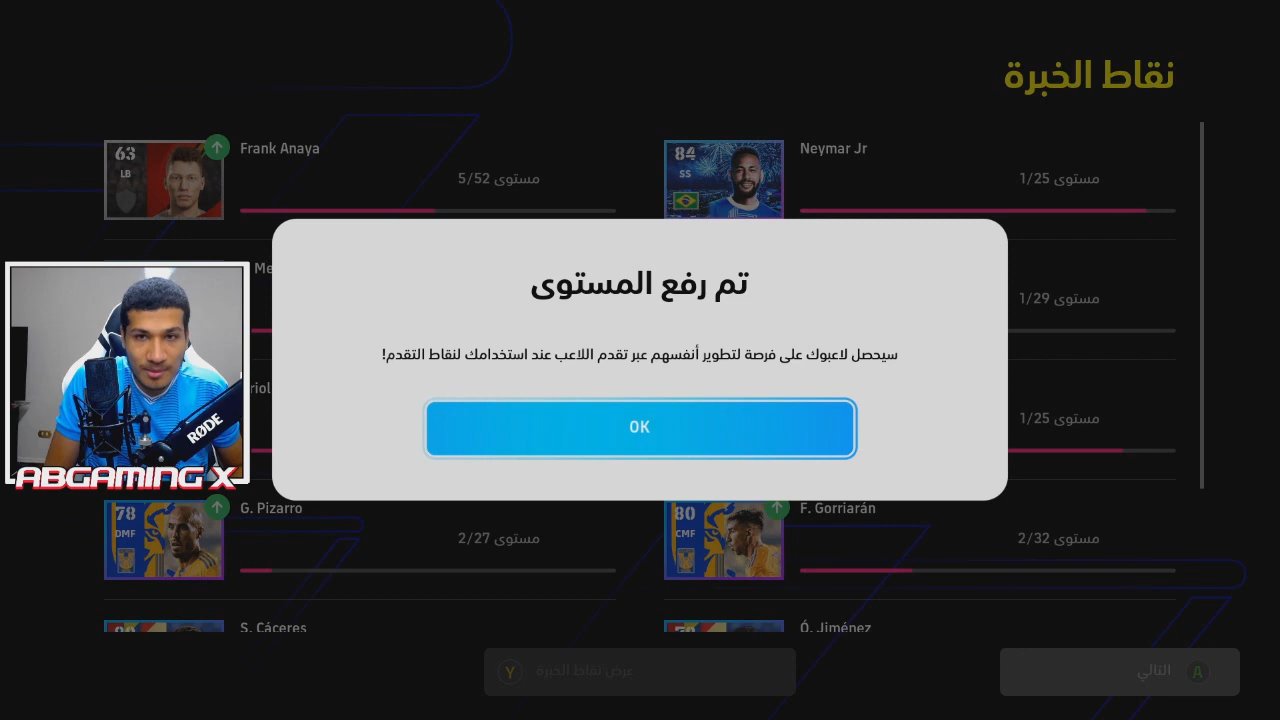 نقاط الخبرة
63
LB
Frank Anaya
مستوى 5/52
84
SS
Neymar Jr
مستوى 1/25
Me
مستوى 1/29
riol
مستوى 1/25
تم رفع المستوى
سيحصل لاعبوك على فرصة لتطوير أنفسهم عبر تقدم اللاعب عند استخدامك لنقاط التقدم!
OK
RØDE
ABGAMING X
78
DMF
G. Pizarro
مستوى 2/27
80
CMF
F. Gorriarán
مستوى 2/32
S. Cáceres
Ó. Jiménez
Y عرض نقاط الخبرة
A التالي